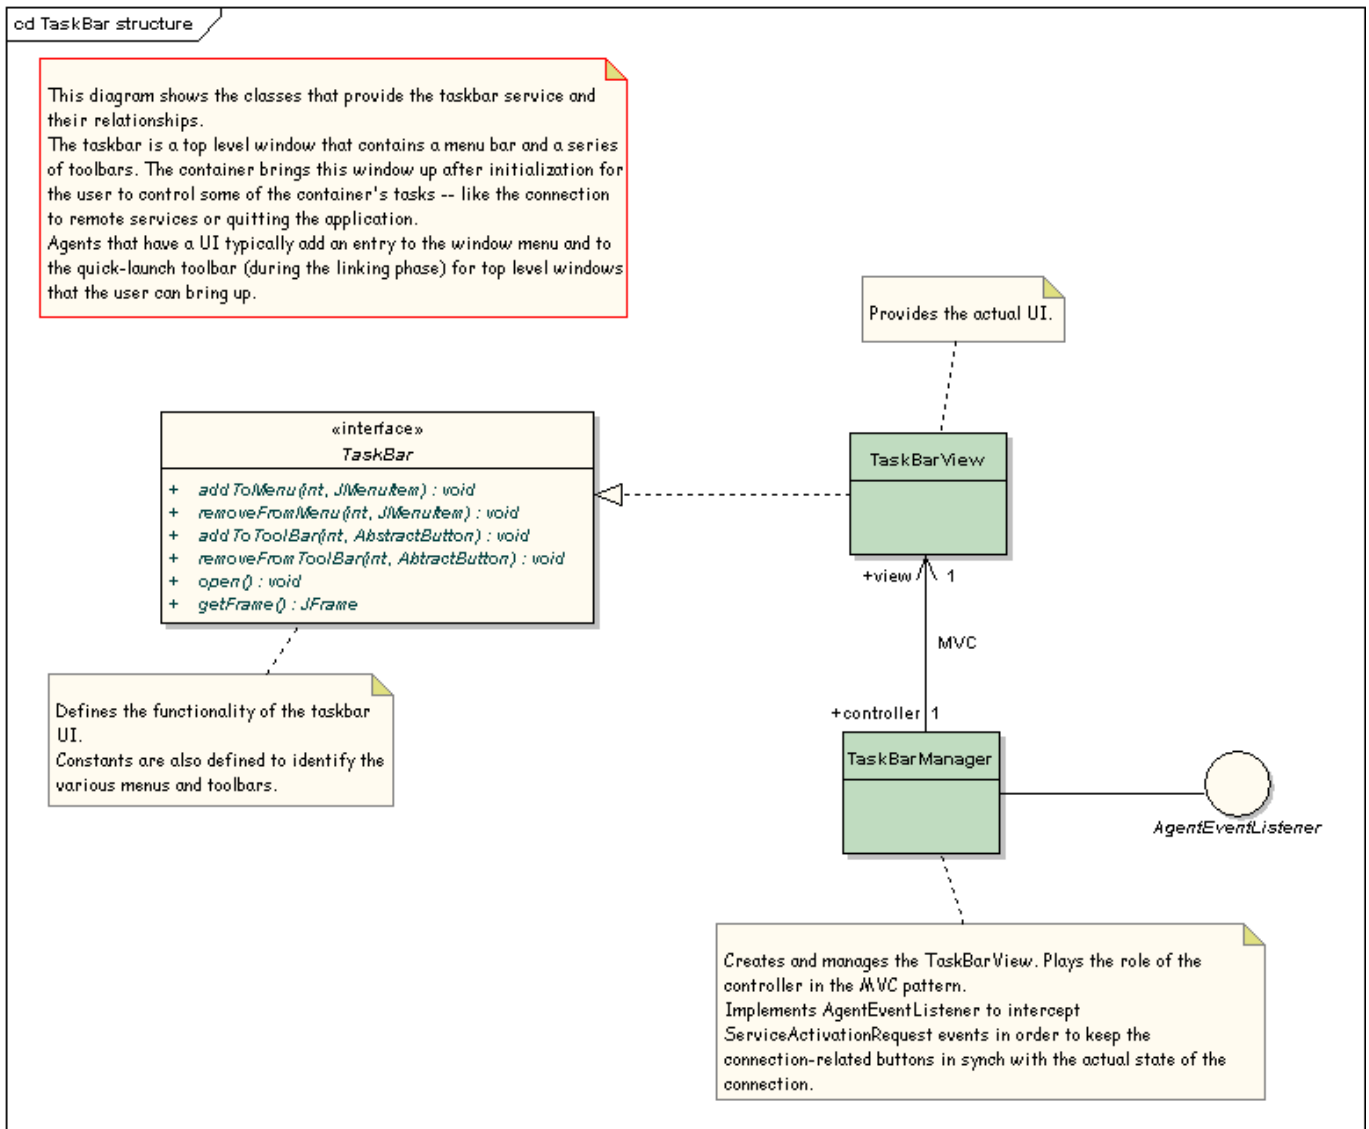 cd TaskBar structure
This diagram shows the classes that provide the taskbar service and
their relationships.
The taskbar is a top level window that contains a menu bar and a series
of toolbars. The container brings this window up after initialization for
the user to control some of the container's tasks -- like the connection
to remote services or quitting the application.
Agents that have a UI typically add an entry to the window menu and to
the quick-launch toolbar (during the linking phase) for top level windows
that the user can bring up.
Provides the actual UI.
«interface»
TaskBar
+ addToMenu(int, JMenuItem) : void
+ removeFromMenu(int, JMenuItem) : void
+ addToToolBar(int, AbstractButton) : void
+ removeFromToolBar(int, AbtractButton) : void
+ open() : void
+ getFrame() : JFrame
TaskBarView
+view 1
MVC
Defines the functionality of the taskbar
UI.
Constants are also defined to identify the
various menus and toolbars.
+controller 1
TaskBarManager
AgentEventListener
Creates and manages the TaskBarView. Plays the role of the
controller in the MVC pattern.
Implements AgentEventListener to intercept
ServiceActivationRequest events in order to keep the
connection-related buttons in synch with the actual state of the
connection.